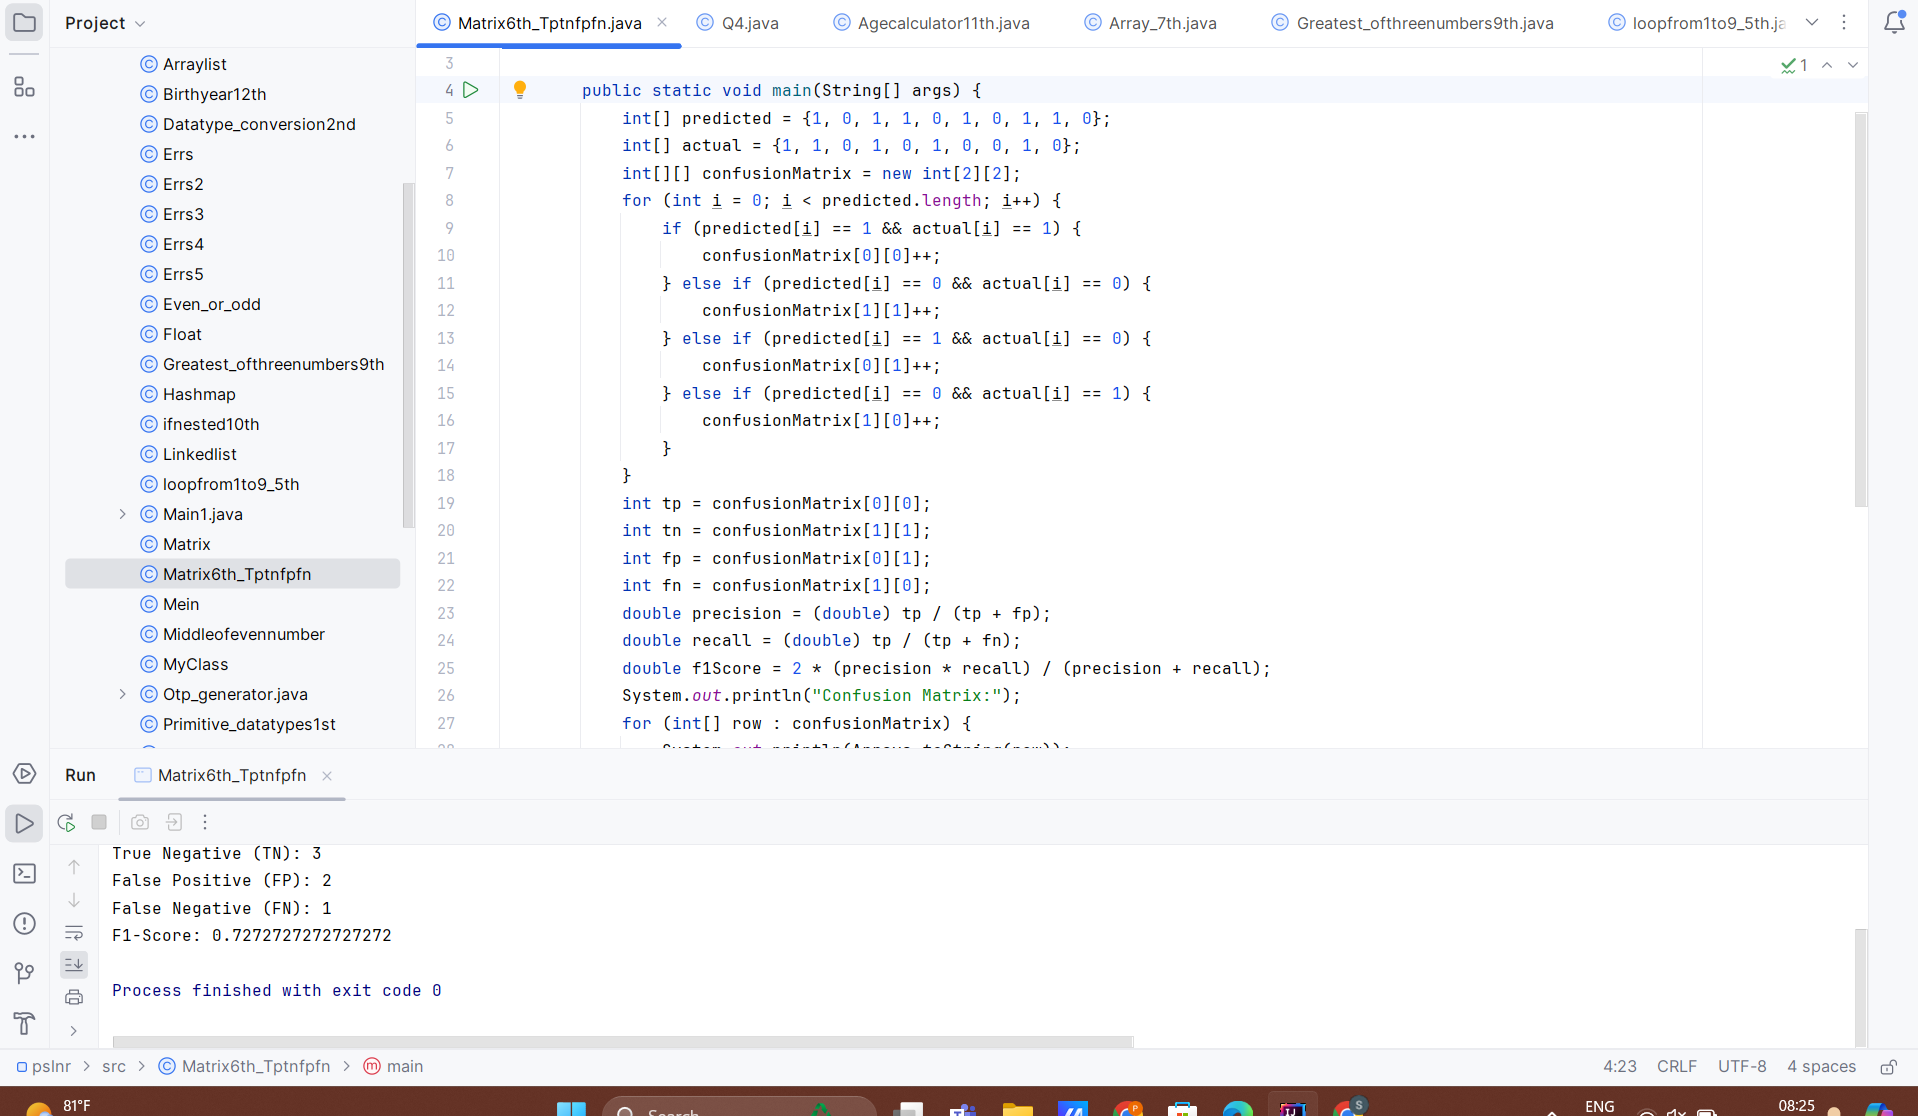 Project
Matrix6th_Tptnfpfn.java
Q4.java
Agecalculator11th.java
Array_7th.java
Greatest_ofthreenumbers9th.java
loopfrom1to9_5th.ja
Arraylist
Birthyear12th
Datatype_conversion2nd
Errs
Errs2
Errs3
Errs4
Errs5
Even_or_odd
Float
Greatest_ofthreenumbers9th
Hashmap
ifnested10th
Linkedlist
loopfrom1to9_5th
Main1.java
Matrix
Matrix6th_Tptnfpfn
Mein
Middleofevennumber
MyClass
Otp_generator.java
Primitive_datatypes1st
1
3
4 public static void main(String[] args) {
5 int[] predicted = {1, 0, 1, 1, 0, 1, 0, 1, 1, 0};
6 int[] actual = {1, 1, 0, 1, 0, 1, 0, 0, 1, 0};
7 int[][] confusionMatrix = new int[2][2];
8 for (int i = 0; i < predicted.length; i++) {
9 if (predicted[i] == 1 && actual[i] == 1) {
10 confusionMatrix[0][0]++;
11 } else if (predicted[i] == 0 && actual[i] == 0) {
12 confusionMatrix[1][1]++;
13 } else if (predicted[i] == 1 && actual[i] == 0) {
14 confusionMatrix[0][1]++;
15 } else if (predicted[i] == 0 && actual[i] == 1) {
16 confusionMatrix[1][0]++;
17 }
18 }
19 int tp = confusionMatrix[0][0];
20 int tn = confusionMatrix[1][1];
21 int fp = confusionMatrix[0][1];
22 int fn = confusionMatrix[1][0];
23 double precision = (double) tp / (tp + fp);
24 double recall = (double) tp / (tp + fn);
25 double f1Score = 2 * (precision * recall) / (precision + recall);
26 System.out.println("Confusion Matrix:");
27 for (int[] row : confusionMatrix) {
Run
Matrix6th_Tptnfpfn
True Negative (TN): 3
False Positive (FP): 2
False Negative (FN): 1
F1-Score: 0.7272727272727272
Process finished with exit code 0
pslnr > src > Matrix6th_Tptnfpfn > main
4:23 CRLF UTF-8 4 spaces
81°F
Search
ENG
08:25